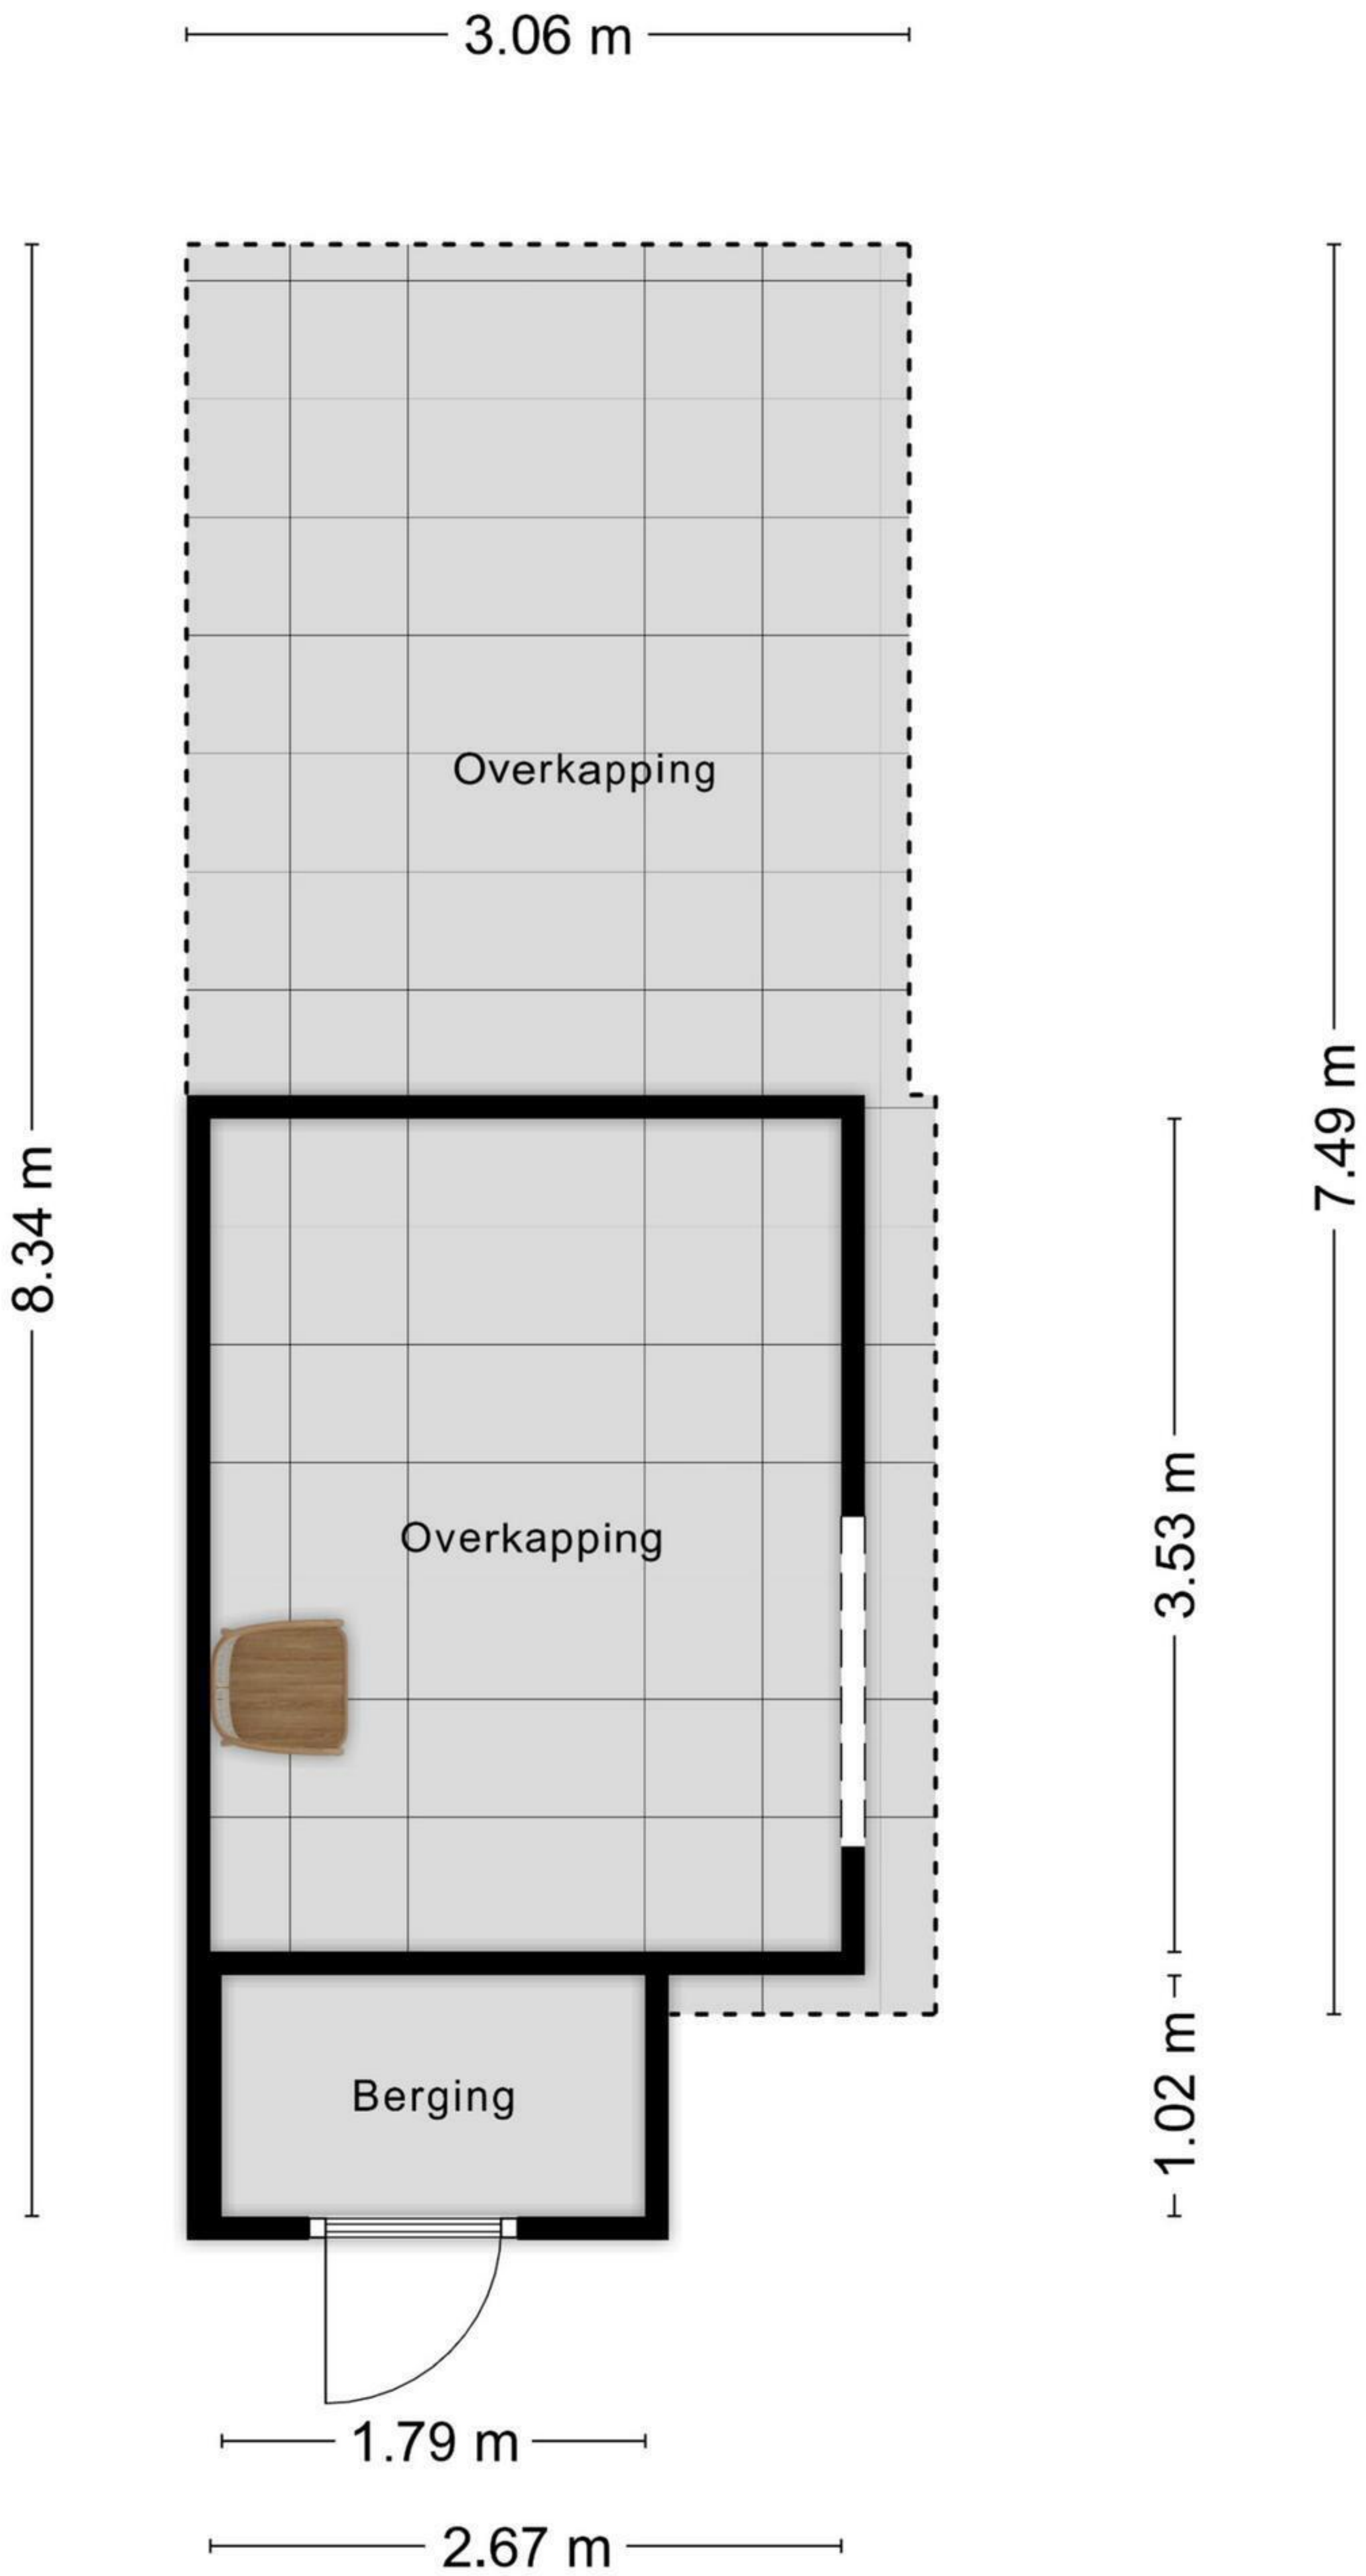 3.06 m
Overkapping
7.49 m
8.34 m
3.53 m
Overkapping
1.02 m
Berging
1.79 m
2.67 m